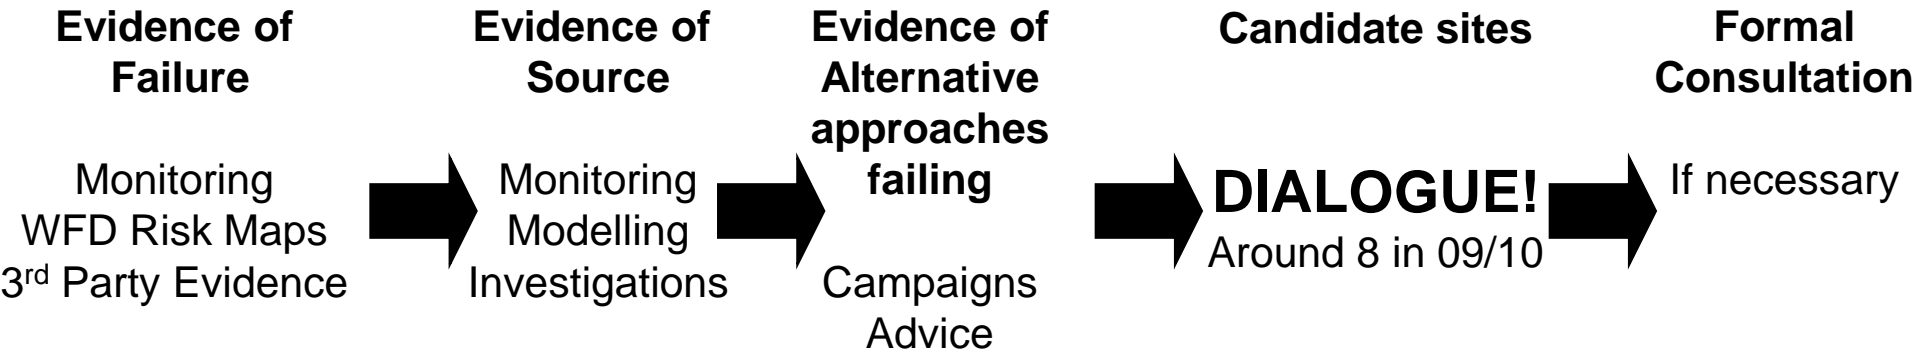 Evidence of
Failure
Monitoring
WFD Risk Maps
3rd Party Evidence
Evidence of
Source
Monitoring
Modelling
Investigations
Evidence of
Alternative
approaches
failing
Campaigns
Advice
Candidate sites
DIALOGUE!
Around 8 in 09/10
Formal
Consultation
If necessary